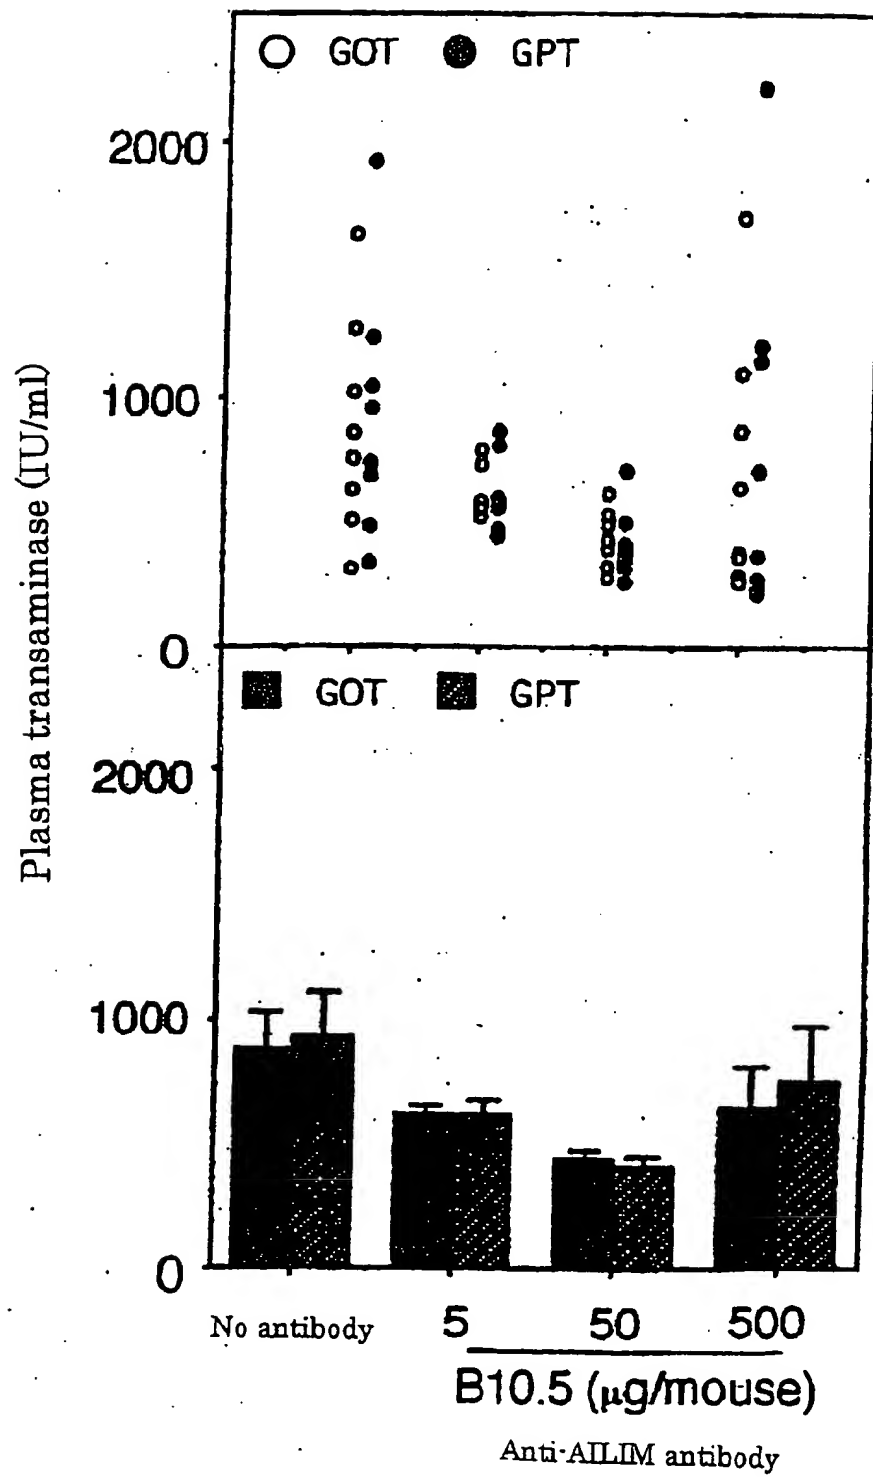 GOT GPT
2000
1000
0
Plasma transaminase (IU/ml)
GOT GPT
2000
1000
0
No antibody 5 50 500
B10.5 (μg/mouse)
Anti-AILIM antibody